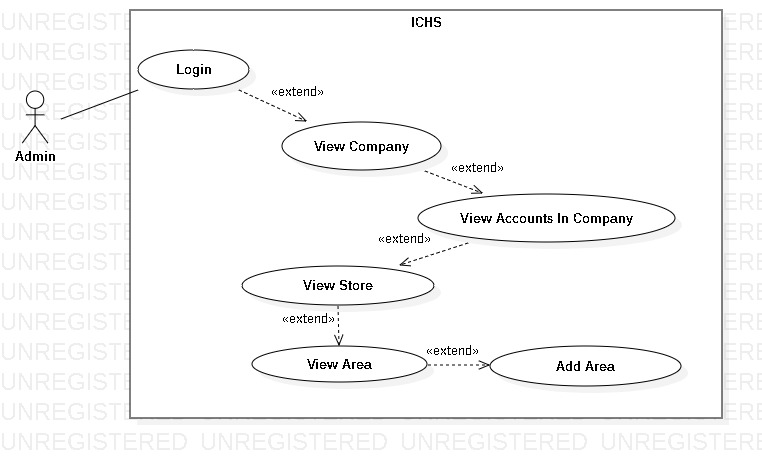 ICHS
Login
«extend»
Admin
View Company
«extend»
View Accounts In Company
«extend»
View Store
«extend»
View Area
«extend»
Add Area
UNREGISTERED UNREGISTERED UNREGISTERED UNREGISTERED